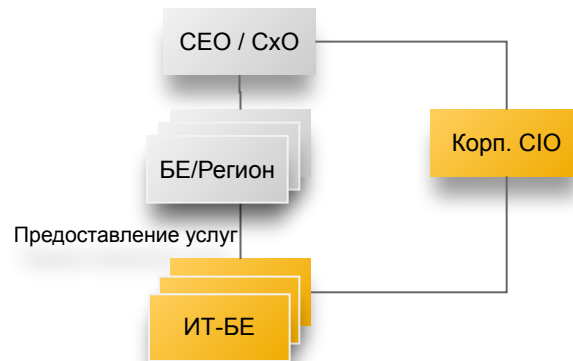 CEO / CxO
Корп. CIO
БЕ/Регион
Предоставление услуг
ИТ-БЕ